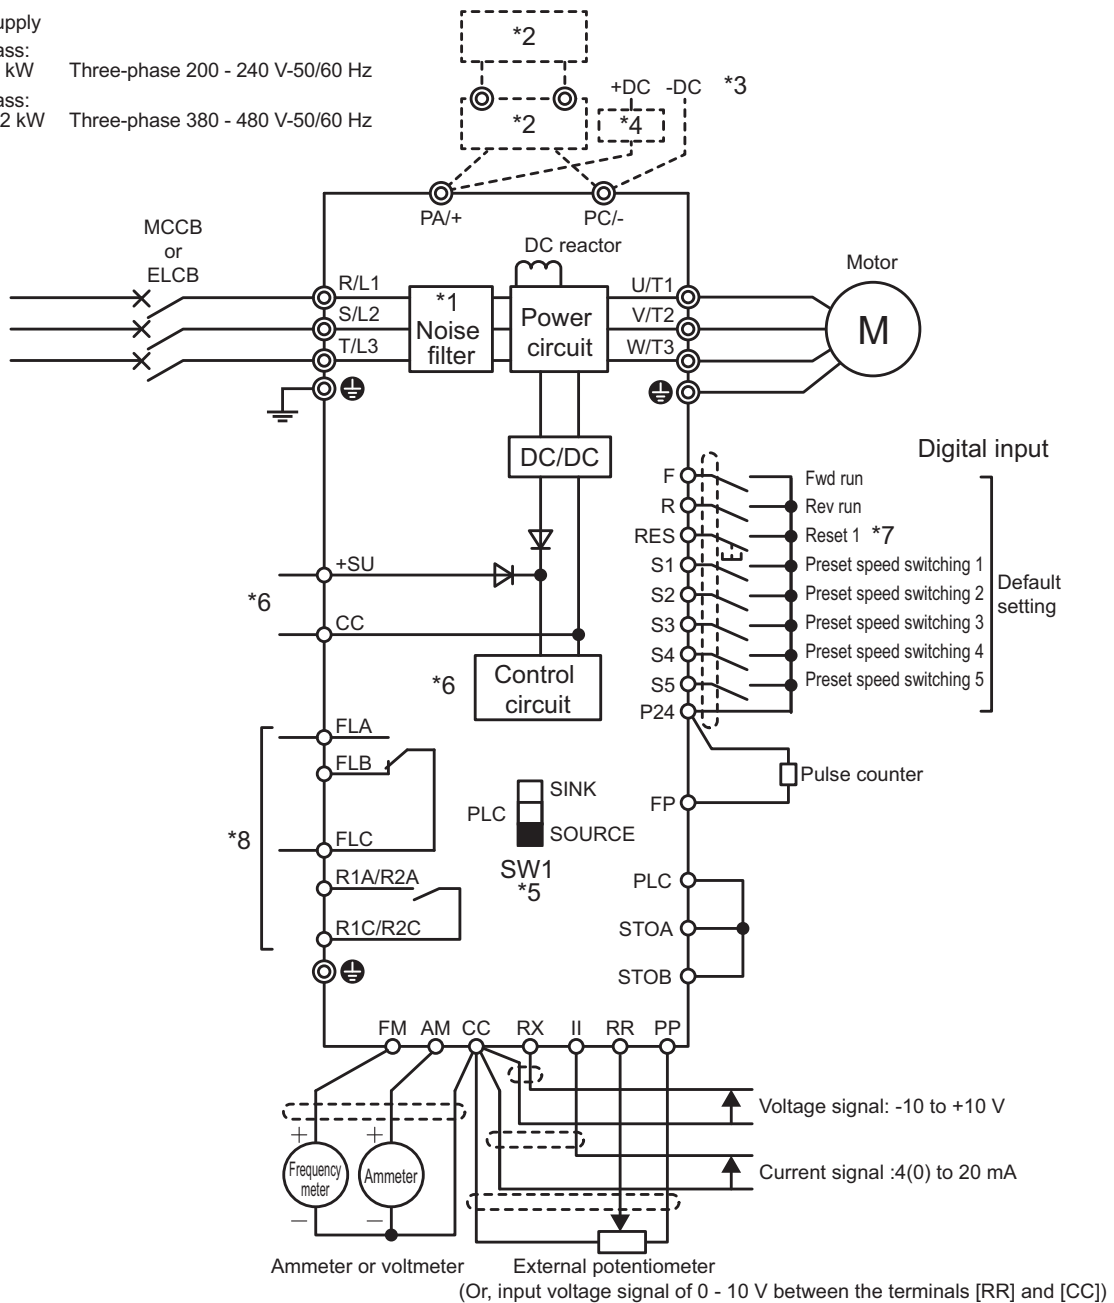 upply
ass:
kW Three-phase 200 - 240 V-50/60 Hz
ass:
2 kW Three-phase 380 - 480 V-50/60 Hz
*2
*2
+DC -DC *3
*4
PA/+ PC/-
MCCB
or
ELCB
DC reactor
R/L1
S/L2
T/L3
*1
Noise
filter
Power
circuit
U/T1
V/T2
W/T3
Motor
M
DC/DC
Digital input
F Fwd run
R Rev run
RES Reset 1 *7
S1 Preset speed switching 1
S2 Preset speed switching 2
S3 Preset speed switching 3
S4 Preset speed switching 4
S5 Preset speed switching 5
P24
Default
setting
+SU
*6
CC
*6
Control
circuit
FLA
FLB
FLC
*8
R1A/R2A
R1C/R2C
SINK
PLC
SOURCE
SW1
*5
Pulse counter
FP
PLC
STOA
STOB
FM AM CC RX II RR PP
Voltage signal: -10 to +10 V
Current signal :4(0) to 20 mA
+ +
Frequency
meter
Ammeter
− −
Ammeter or voltmeter
External potentiometer
(Or, input voltage signal of 0 - 10 V between the terminals [RR] and [CC])